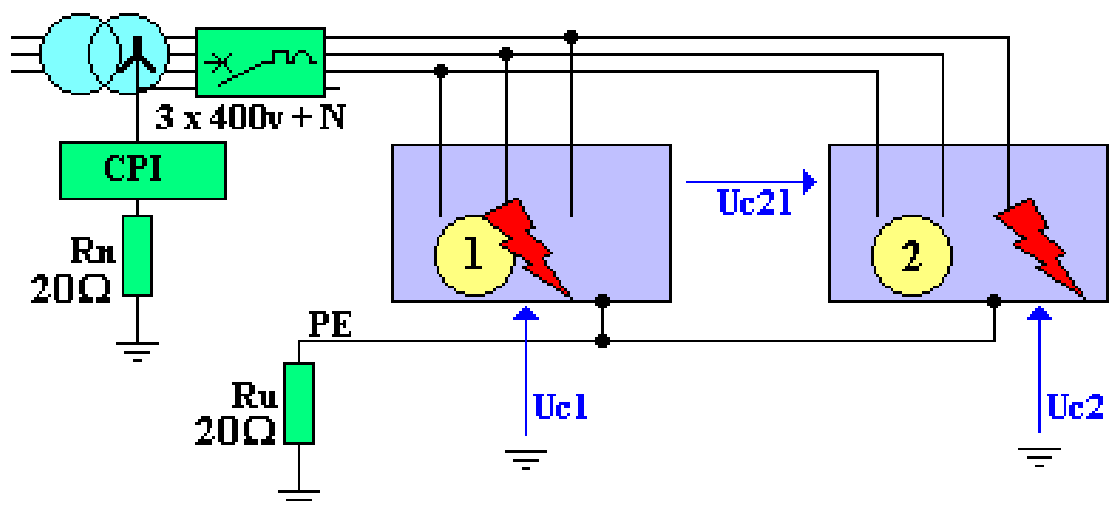 3 x 400v + N
CPI
Uc21
Rn
20Ω
1
2
PE
Ru
20Ω
Uc1
Uc2